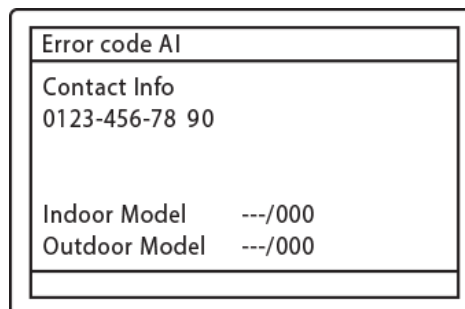 Error code AI
Contact Info
0123-456-78 90
Indoor Model ---/000
Outdoor Model ---/000